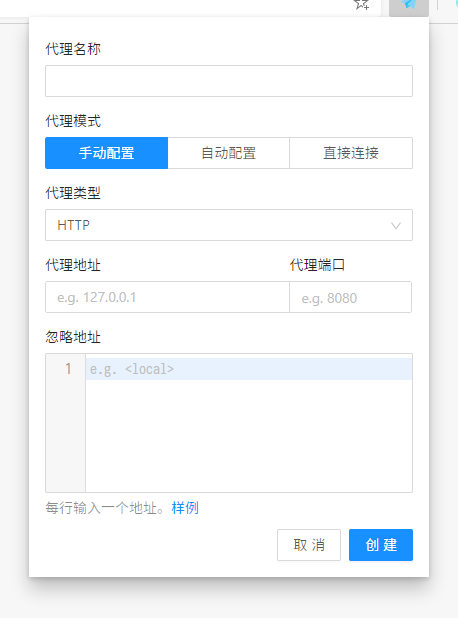 代理名称
代理模式
手动配置 自动配置 直接连接
代理类型
HTTP
代理地址 代理端口
e.g. 127.0.0.1 e.g. 8080
忽略地址
1 e.g. <local>
每行输入一个地址。样例
取 消 创 建